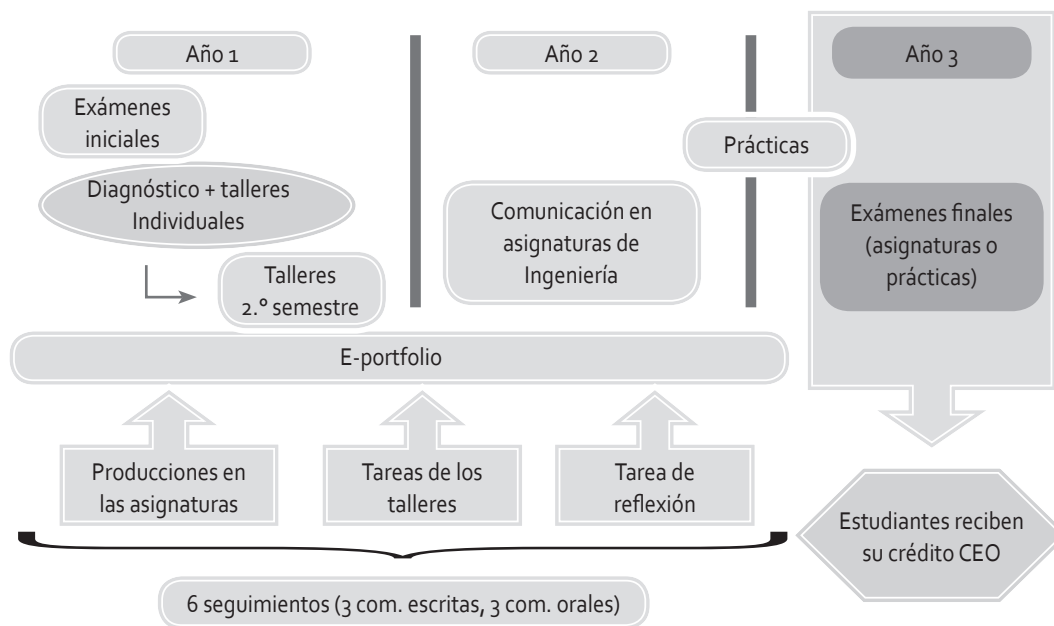 Año 1
Año 2
Año 3
Exámenes
iniciales
Prácticas
Diagnóstico + talleres
Individuales
Comunicación en
asignaturas de
Ingeniería
Exámenes finales
(asignaturas o
prácticas)
Talleres
2.º semestre
E-portfolio
Producciones en
las asignaturas
Tareas de los
talleres
Tarea de
reflexión
Estudiantes reciben
su crédito CEO
6 seguimientos (3 com. escritas, 3 com. orales)